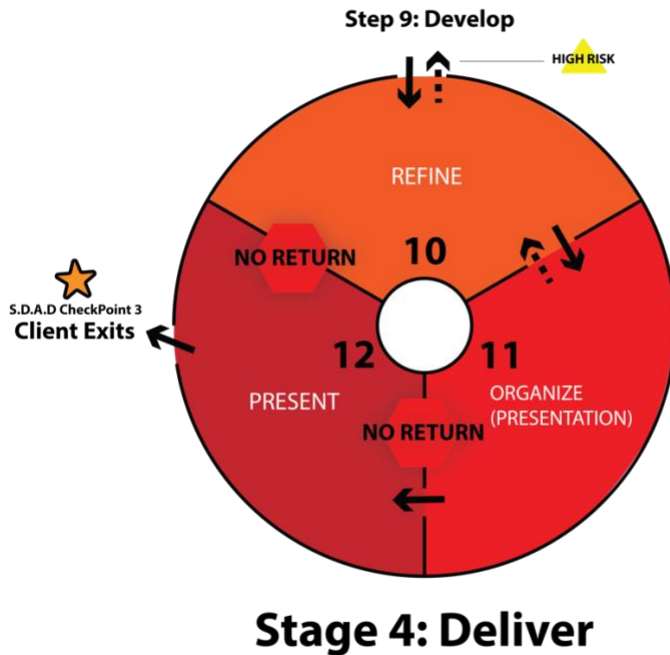 Step 9: Develop
HIGH RISK
REFINE
NO RETURN
10
S.D.A.D CheckPoint 3
Client Exits
12
11
PRESENT
ORGANIZE
(PRESENTATION)
NO RETURN
Stage 4: Deliver